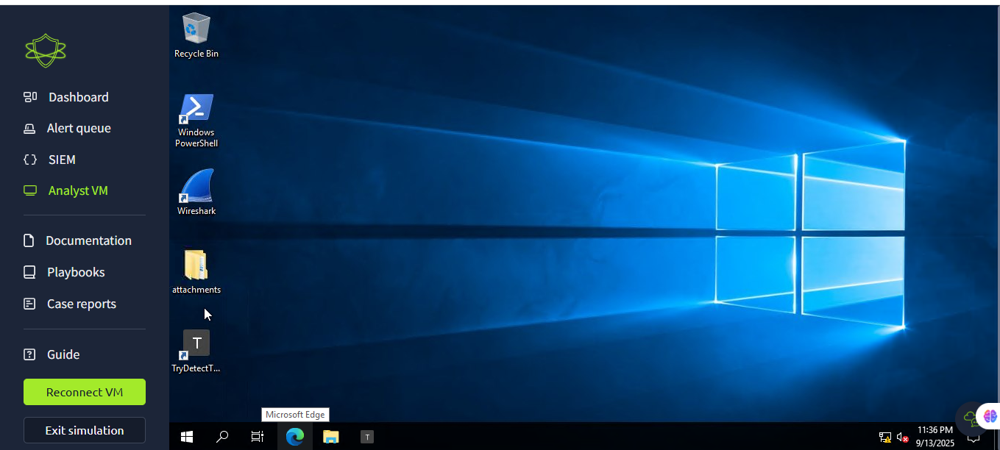 Dashboard
Alert queue
SIEM
Analyst VM
Documentation
Playbooks
Case reports
Guide
Reconnect VM
Exit simulation
Recycle Bin
Windows
PowerShell
Wireshark
attachments
T
TryDetectT...
Microsoft Edge
T
11:36 PM
9/13/2025